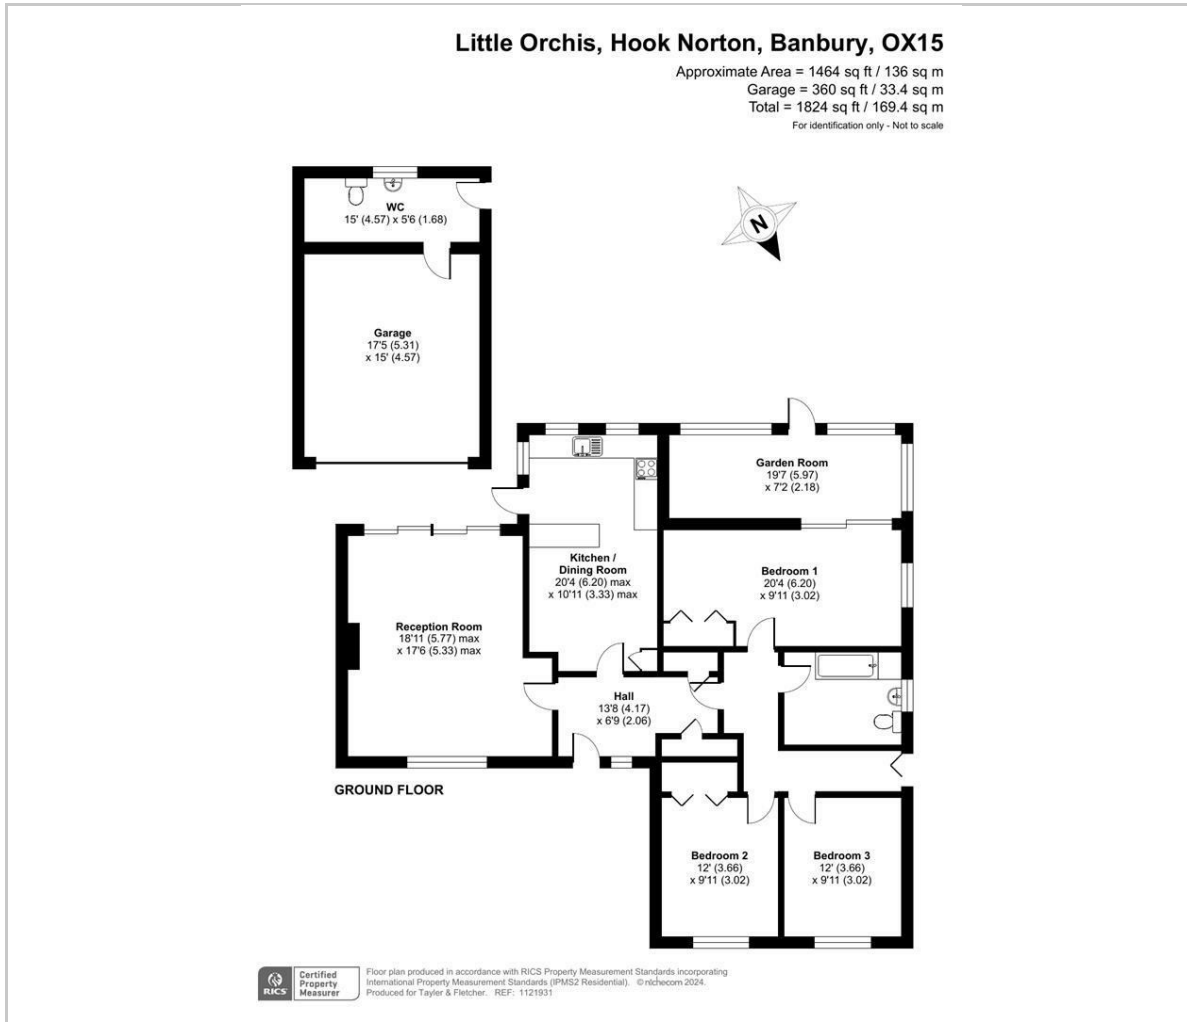 Little Orchis, Hook Norton, Banbury, OX15
Approximate Area = 1464 sq ft / 136 sq m
Garage = 360 sq ft / 33.4 sq m
Total = 1824 sq ft / 169.4 sq m
For identification only - Not to scale
WC
15' (4.57) x 5'6 (1.68)
N
Garage
17'5 (5.31)
x 15' (4.57)
Garden Room
19'7 (5.97)
x 7'2 (2.18)
Kitchen /
Dining Room
20'4 (6.20) max
x 10'11 (3.33) max
Bedroom 1
20'4 (6.20)
x 9'11 (3.02)
Reception Room
18'11 (5.77) max
x 17'6 (5.33) max
Hall
13'8 (4.17)
x 6'9 (2.06)
GROUND FLOOR
Bedroom 2
12' (3.66)
x 9'11 (3.02)
Bedroom 3
12' (3.66)
x 9'11 (3.02)
RICS
Certified
Property
Measurer
Floor plan produced in accordance with RICS Property Measurement Standards incorporating
International Property Measurement Standards (IPMS2 Residential). © nıchecom 2024.
Produced for Tayler & Fletcher. REF: 1121931